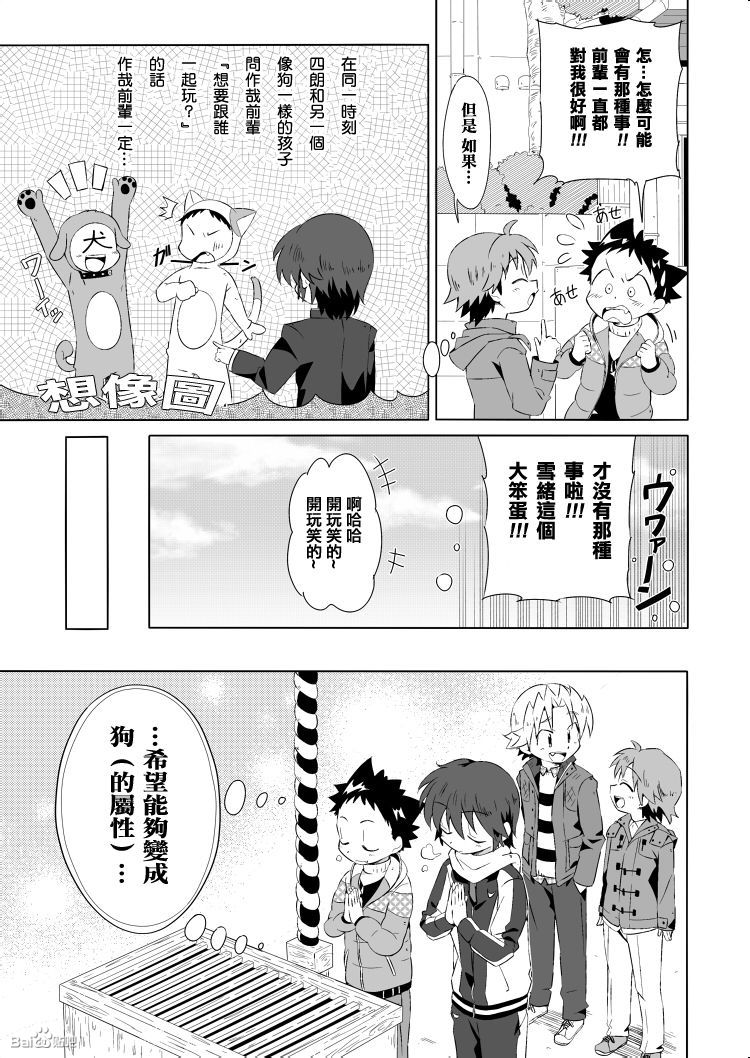 怎…怎麼可能
會有那種事!!
前輩一直都
對我很好啊!!!
但是 如果…
あせ
あせ
在同一時刻
四朗和另一個
像狗一樣的孩子
問作哉前輩
『想要跟誰
一起玩？』
的話
作哉前輩一定…
犬
ガーン
ワーイッ
想像圖
ウワァーン
才沒有那種
事啦!!!
雪緒這個
大笨蛋!!!
啊哈哈
開玩笑的~
開玩笑的~
…希望能夠變成
狗（的屬性）…
Bai 贴吧